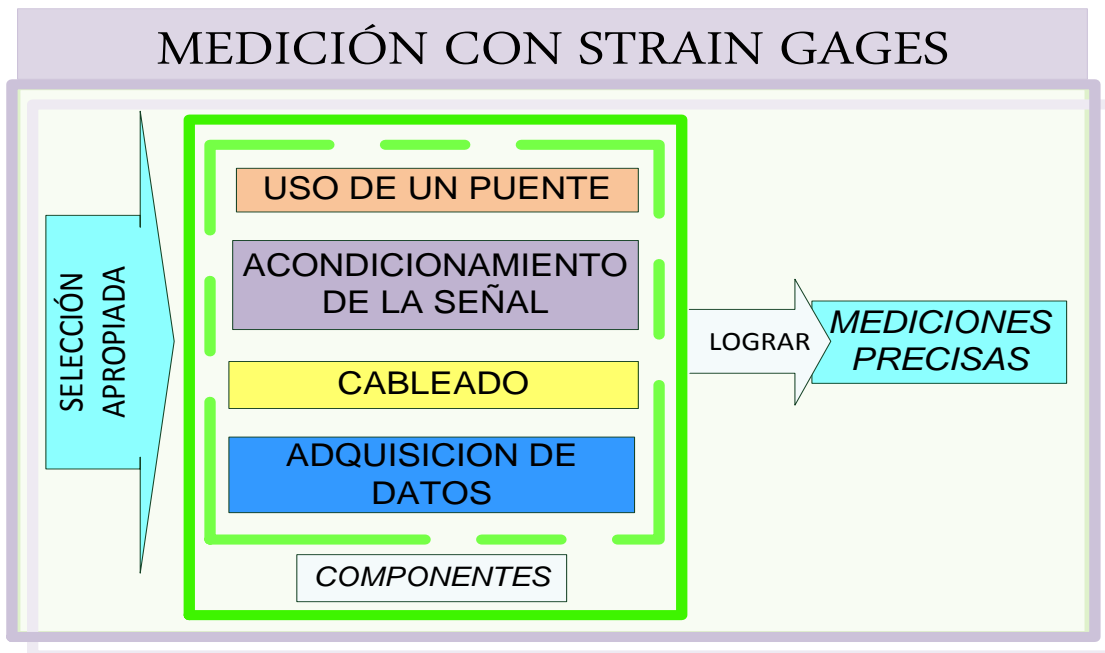 MEDICIÓN CON STRAIN GAGES
SELECCIÓN
APROPIADA
USO DE UN PUENTE
ACONDICIONAMIENTO
DE LA SEÑAL
CABLEADO
ADQUISICION DE
DATOS
COMPONENTES
LOGRAR
MEDICIONES
PRECISAS